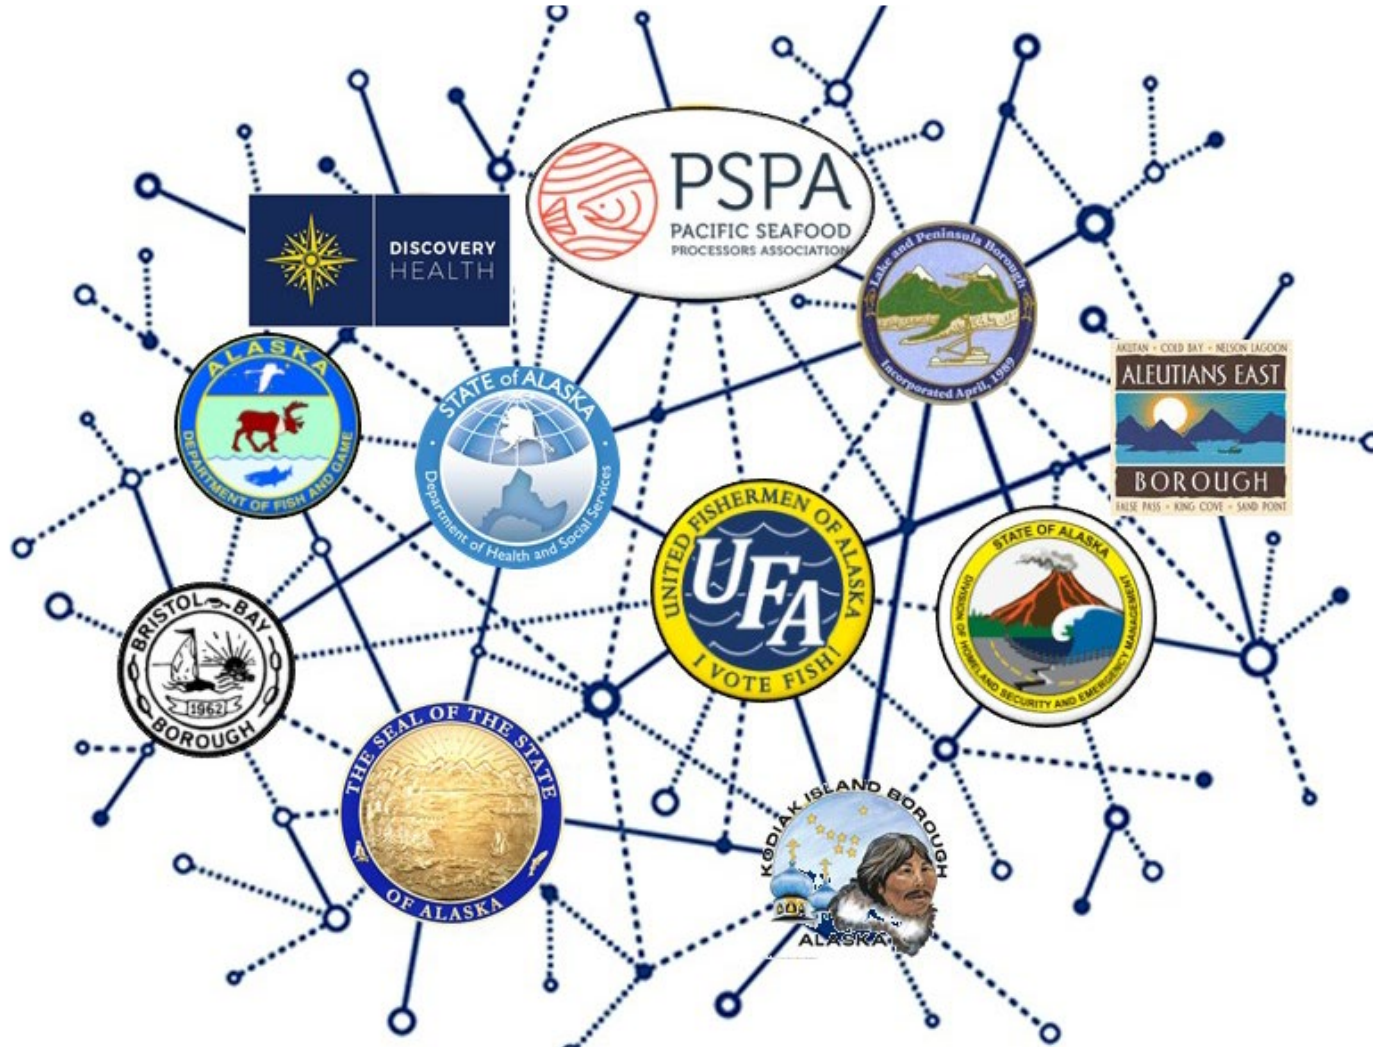 PSPA
PACIFIC SEAFOOD
PROCESSORS ASSOCIATION
DISCOVERY
HEALTH
Lake and Peninsula Borough
Incorporated April, 1989
ALASKA
DEPARTMENT OF FISH AND GAME
STATE of ALASKA
Department of Health and Social Services
AKUTAN • COLD BAY • NELSON LAGOON
ALEUTIANS EAST
BOROUGH
FALSE PASS • KING COVE • SAND POINT
UNITED FISHERMEN OF ALASKA
UFA
I VOTE FISH!
STATE OF ALASKA
DIVISION OF HOMELAND SECURITY AND EMERGENCY MANAGEMENT
BRISTOL BAY
1962
BOROUGH
THE SEAL OF THE STATE
OF ALASKA
KODIAK ISLAND BOROUGH
ALASKA